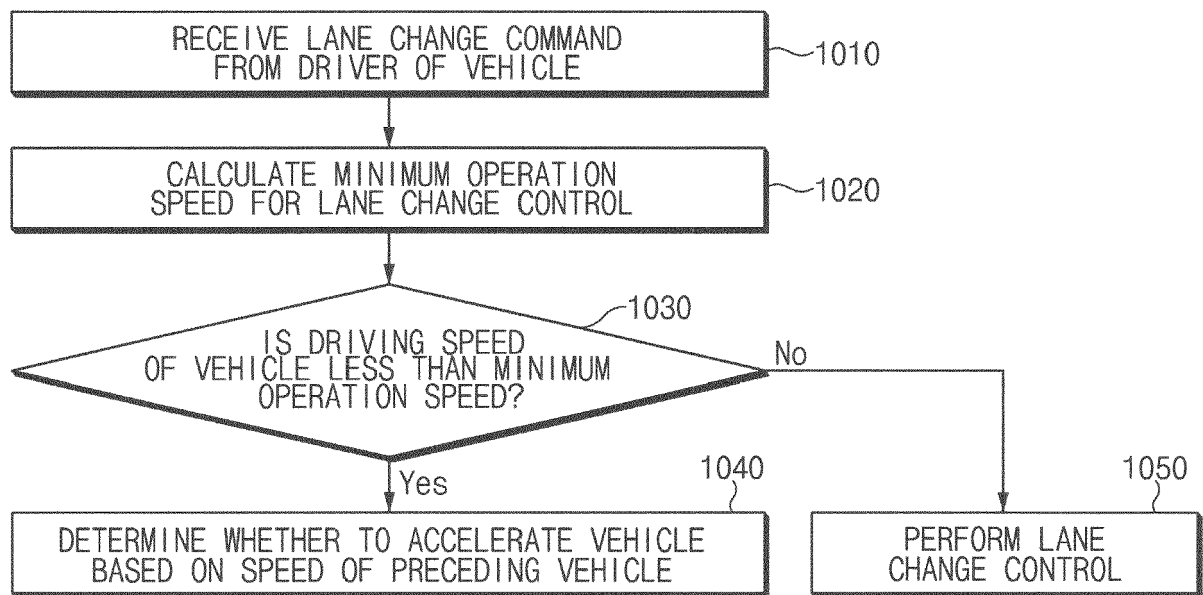 RECEIVE LANE CHANGE COMMAND
FROM DRIVER OF VEHICLE
1010
CALCULATE MINIMUM OPERATION
SPEED FOR LANE CHANGE CONTROL
1020
1030
IS DRIVING SPEED
OF VEHICLE LESS THAN MINIMUM
OPERATION SPEED?
No
Yes
1040
DETERMINE WHETHER TO ACCELERATE VEHICLE
BASED ON SPEED OF PRECEDING VEHICLE
1050
PERFORM LANE
CHANGE CONTROL